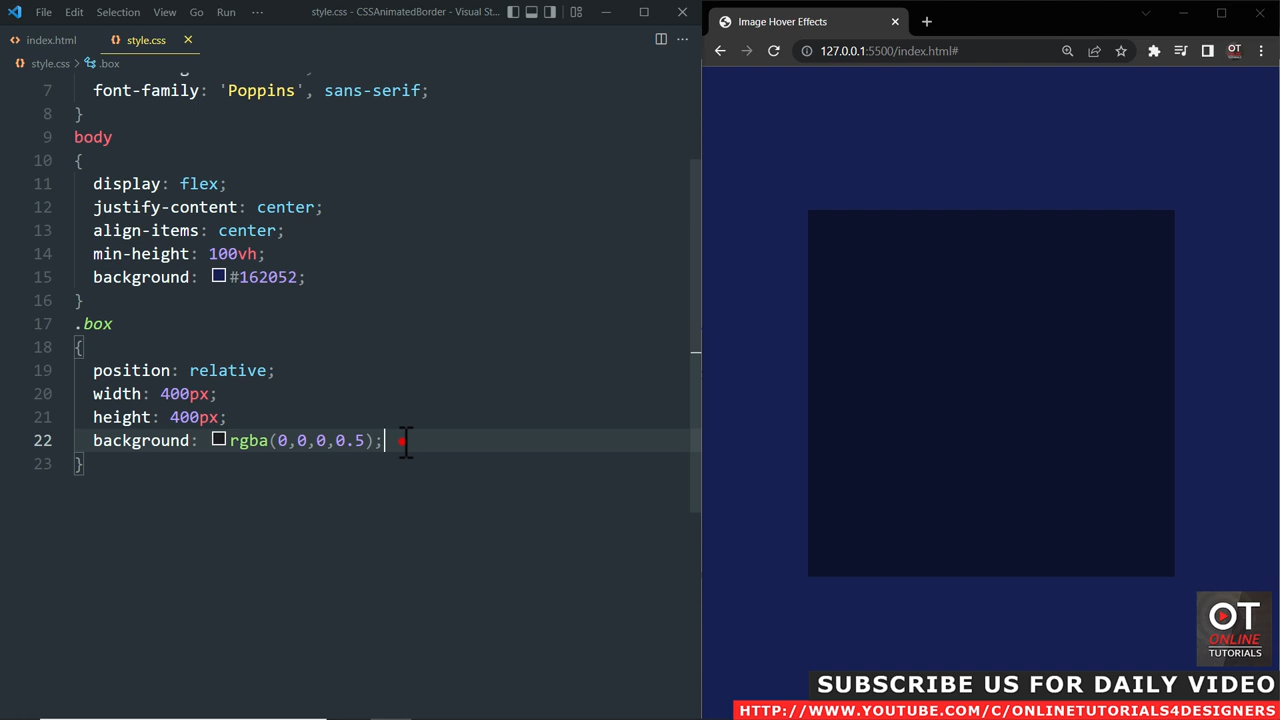 File Edit Selection View Go Run ··· style.css - CSSAnimatedBorder - Visual St...
index.html style.css
style.css > .box
7 font-family: 'Poppins', sans-serif;
8 }
9 body
10 {
11 display: flex;
12 justify-content: center;
13 align-items: center;
14 min-height: 100vh;
15 background: #162052;
16 }
17 .box
18 {
19 position: relative;
20 width: 400px;
21 height: 400px;
22 background: rgba(0,0,0,0.5);
23 }
Image Hover Effects
127.0.0.1:5500/index.html#
OT
OT
ONLINE
TUTORIALS
SUBSCRIBE US FOR DAILY VIDEO
HTTP://WWW.YOUTUBE.COM/C/ONLINETUTORIALS4DESIGNERS